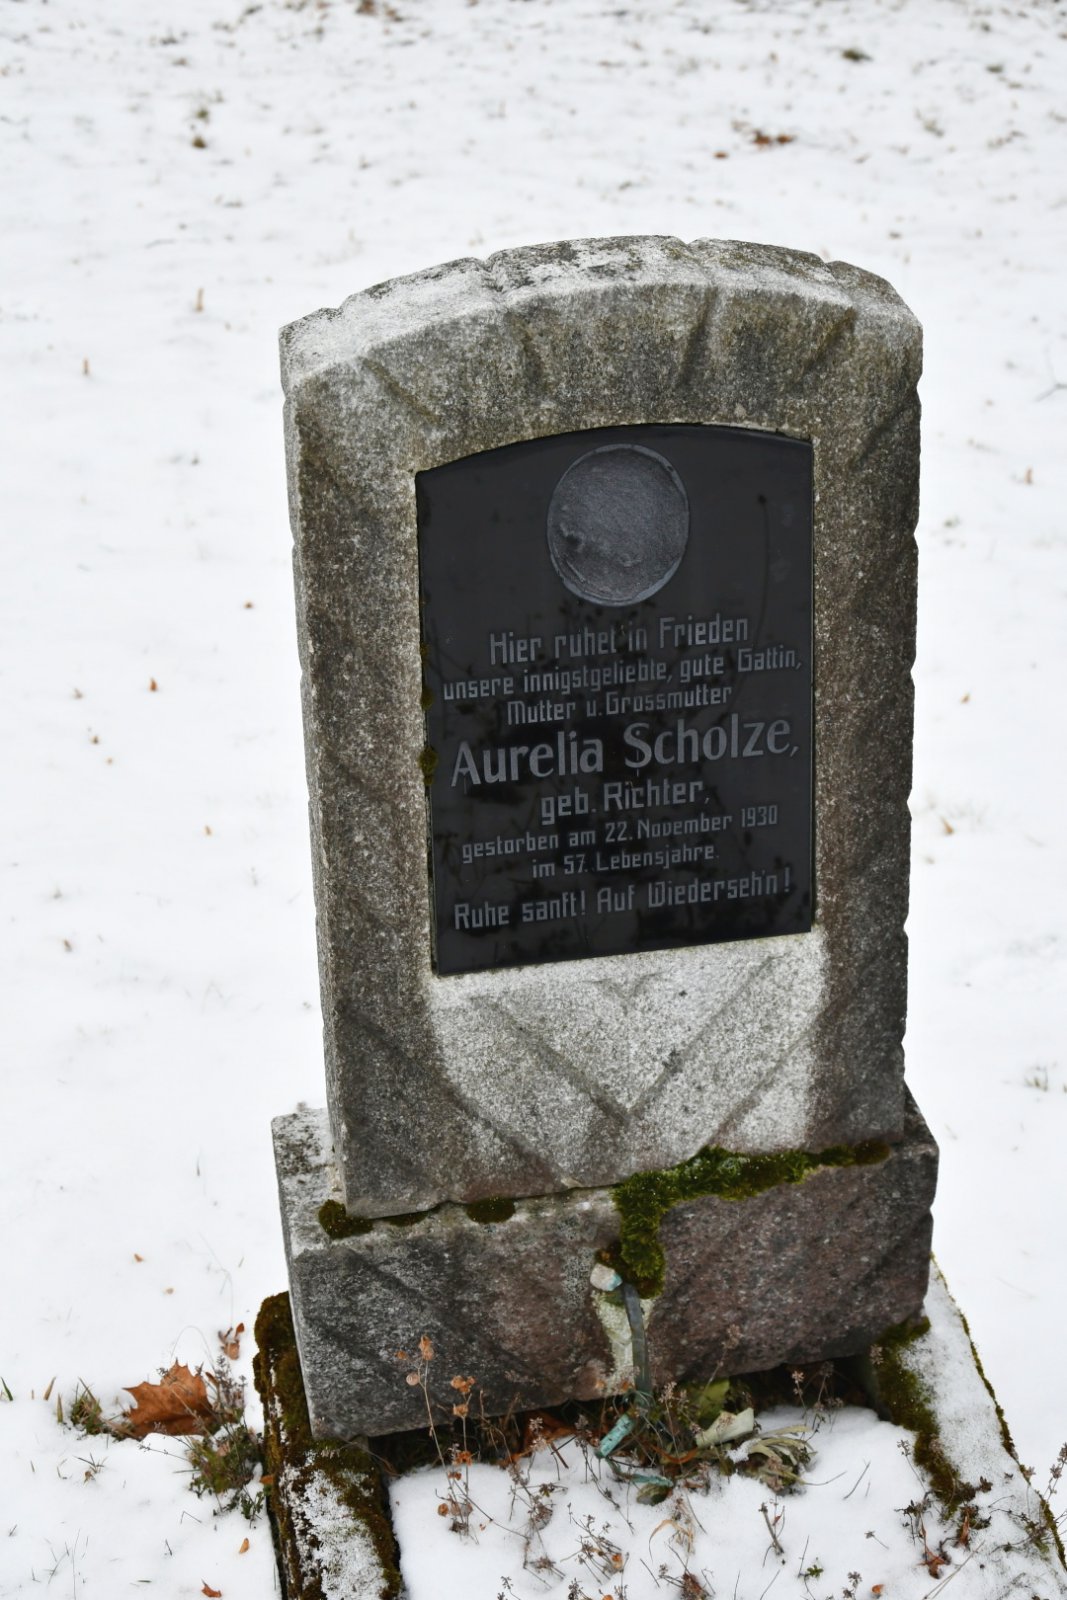 Hier ruhet in Frieden
unsere innigstgeliebte, gute Gattin,
Mutter u. Grossmutter
Aurelia Scholze,
geb. Richter,
gestorben am 22. November 1930
im 57. Lebensjahre.
Ruhe sanft! Auf Wiederseh'n!